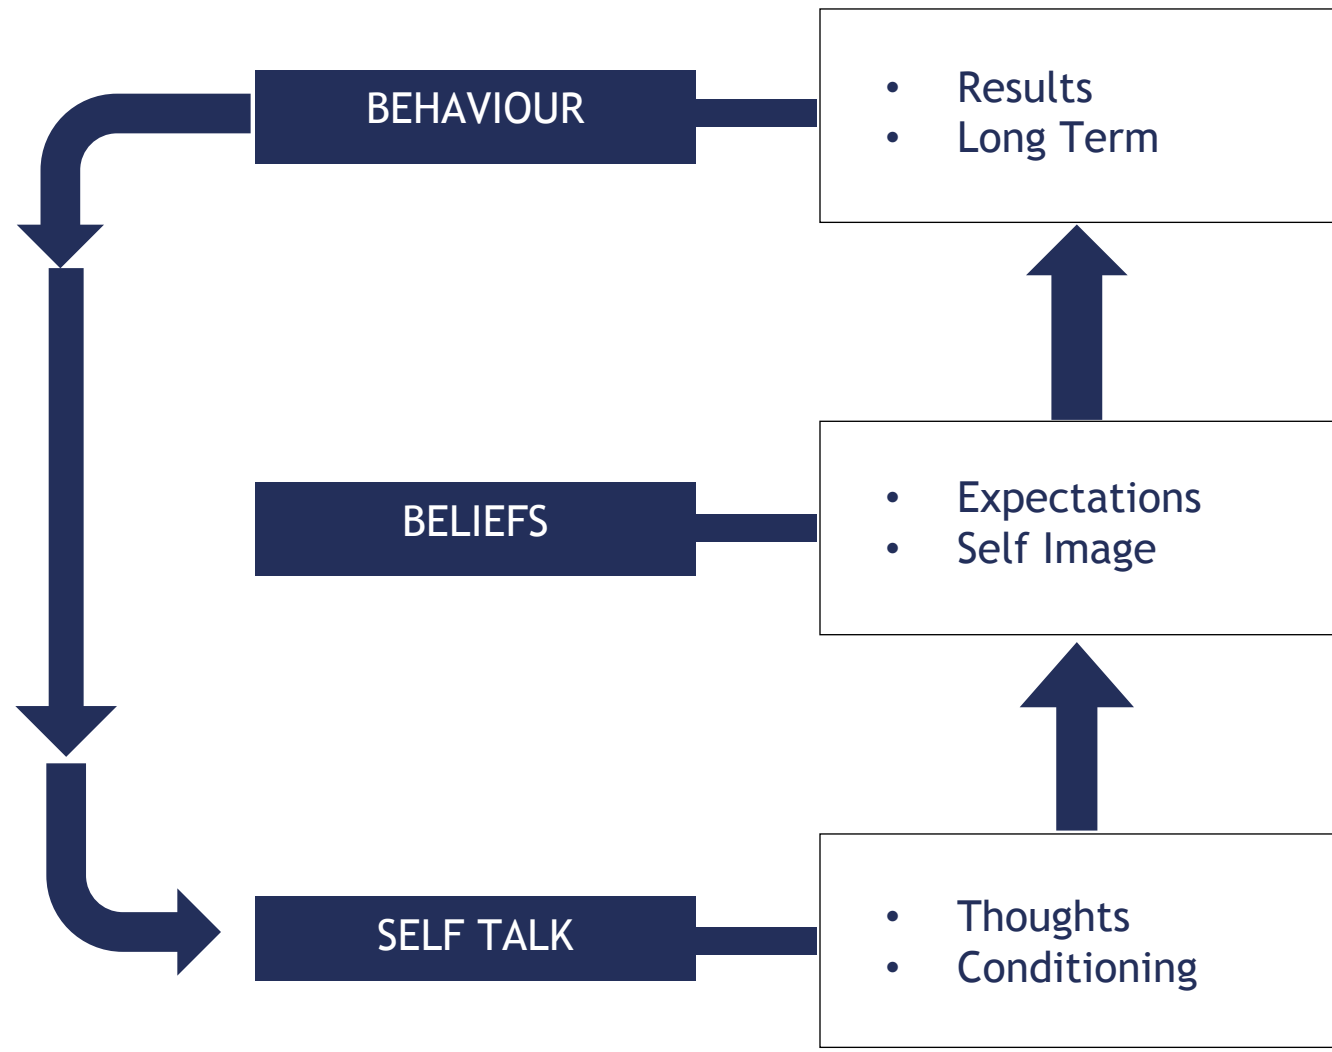 BEHAVIOUR
• Results
• Long Term
BELIEFS
• Expectations
• Self Image
SELF TALK
• Thoughts
• Conditioning